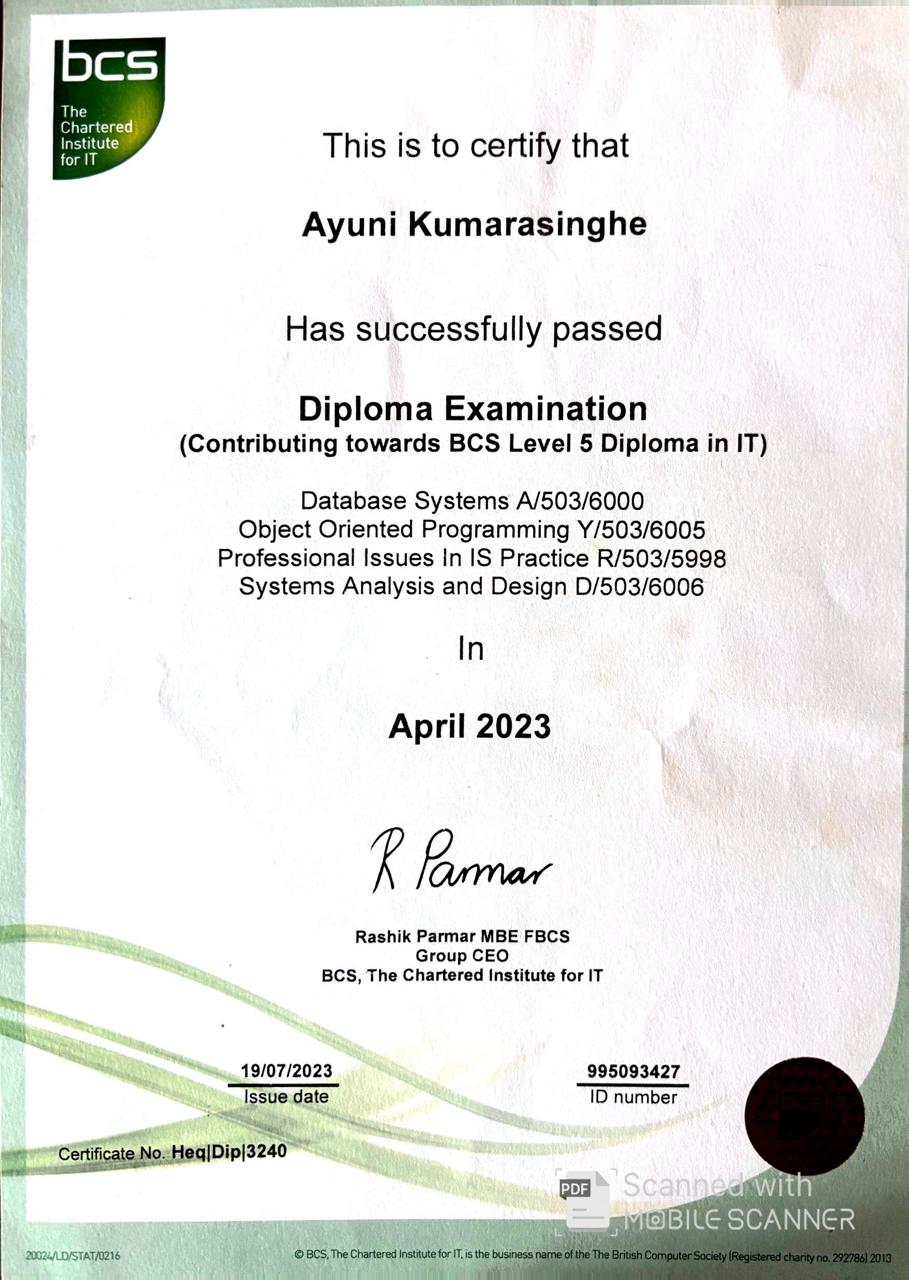 bcs
The
Chartered
Institute
for IT
This is to certify that
Ayuni Kumarasinghe
Has successfully passed
Diploma Examination
(Contributing towards BCS Level 5 Diploma in IT)
Database Systems A/503/6000
Object Oriented Programming Y/503/6005
Professional Issues In IS Practice R/503/5998
Systems Analysis and Design D/503/6006
In
April 2023
R Parmar
Rashik Parmar MBE FBCS
Group CEO
BCS, The Chartered Institute for IT
19/07/2023
Issue date
995093427
ID number
bcs
Certificate No. Heq|Dip|3240
PDF
Scanned with
MOBILE SCANNER
20024/LD/STAT/0216
© BCS, The Chartered Institute for IT, is the business name of the The British Computer Society (Registered charity no. 292786) 2013